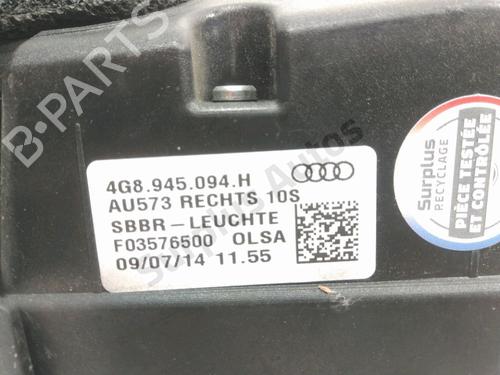 4G8.945.094.H
AU573 RECHTS 10S
SBBR-LEUCHTE
F03576500 OLSA
09/07/14 11.55
Surplus
RECYCLAGE
PIÈCE TESTÉE
ET CONTRÔLÉE
B-PARTS
Surplus Autos